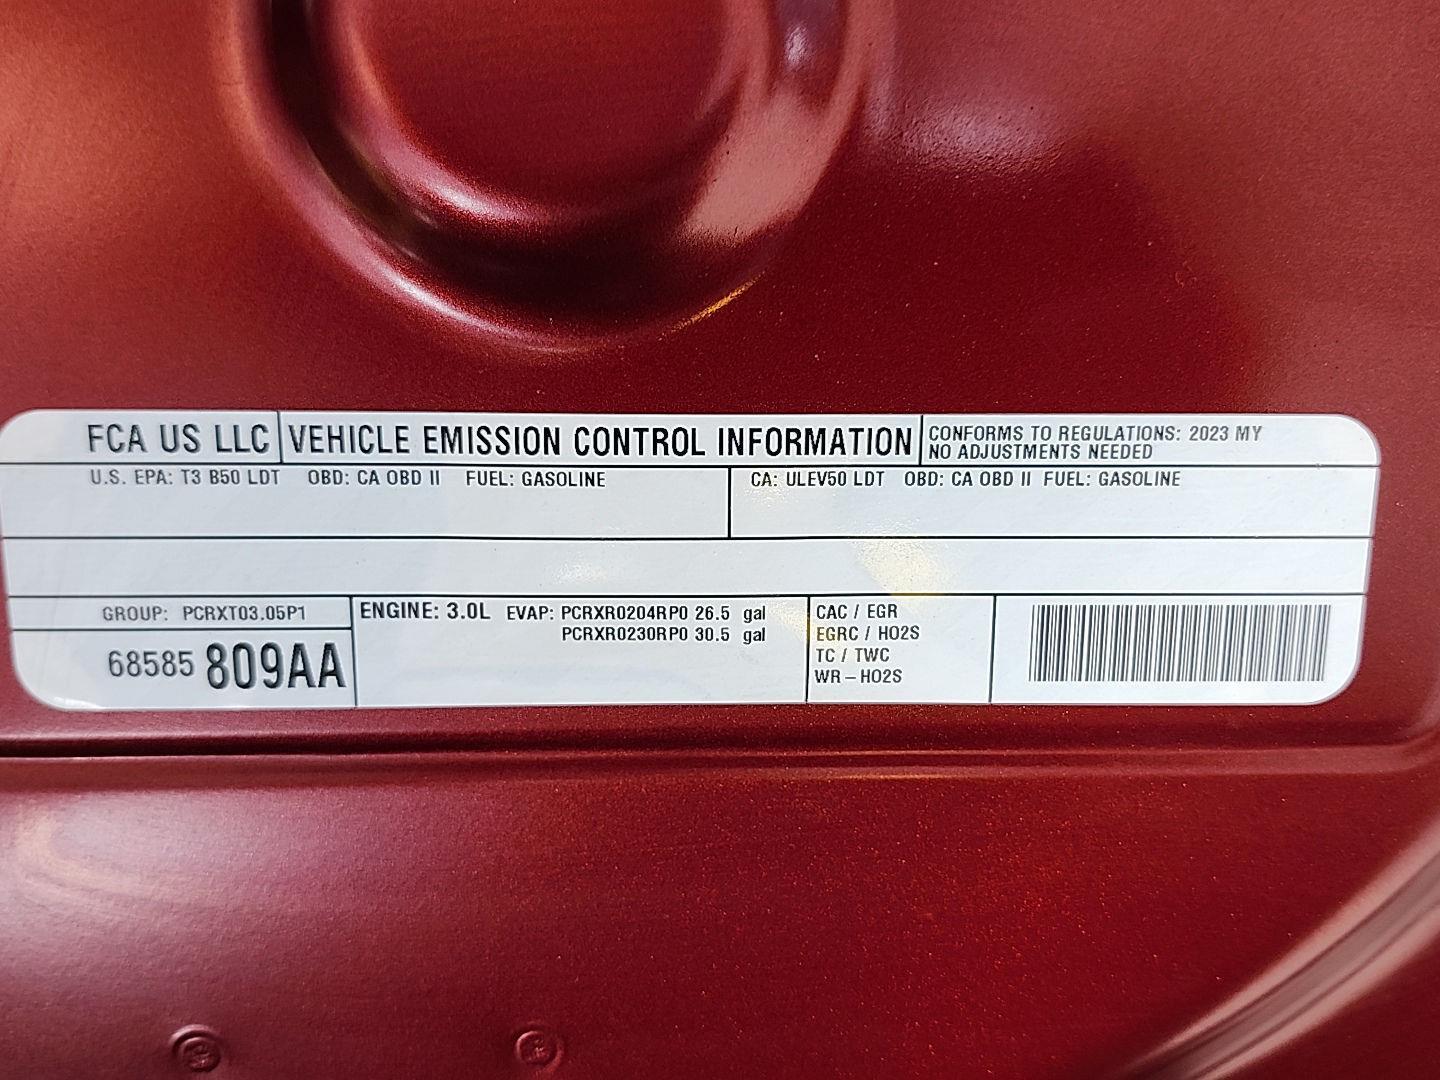 FCA US LLC VEHICLE EMISSION CONTROL INFORMATION
CONFORMS TO REGULATIONS: 2023 MY
NO ADJUSTMENTS NEEDED
U.S. EPA: T3 B50 LDT OBD: CA OBD II FUEL: GASOLINE
CA: ULEV50 LDT OBD: CA OBD II FUEL: GASOLINE
GROUP: PCRXT03.05P1
68585 809AA
ENGINE: 3.0L EVAP: PCRXR0204RP0 26.5 gal
PCRXR0230RP0 30.5 gal
CAC / EGR
EGRC / HO2S
TC / TWC
WR – HO2S